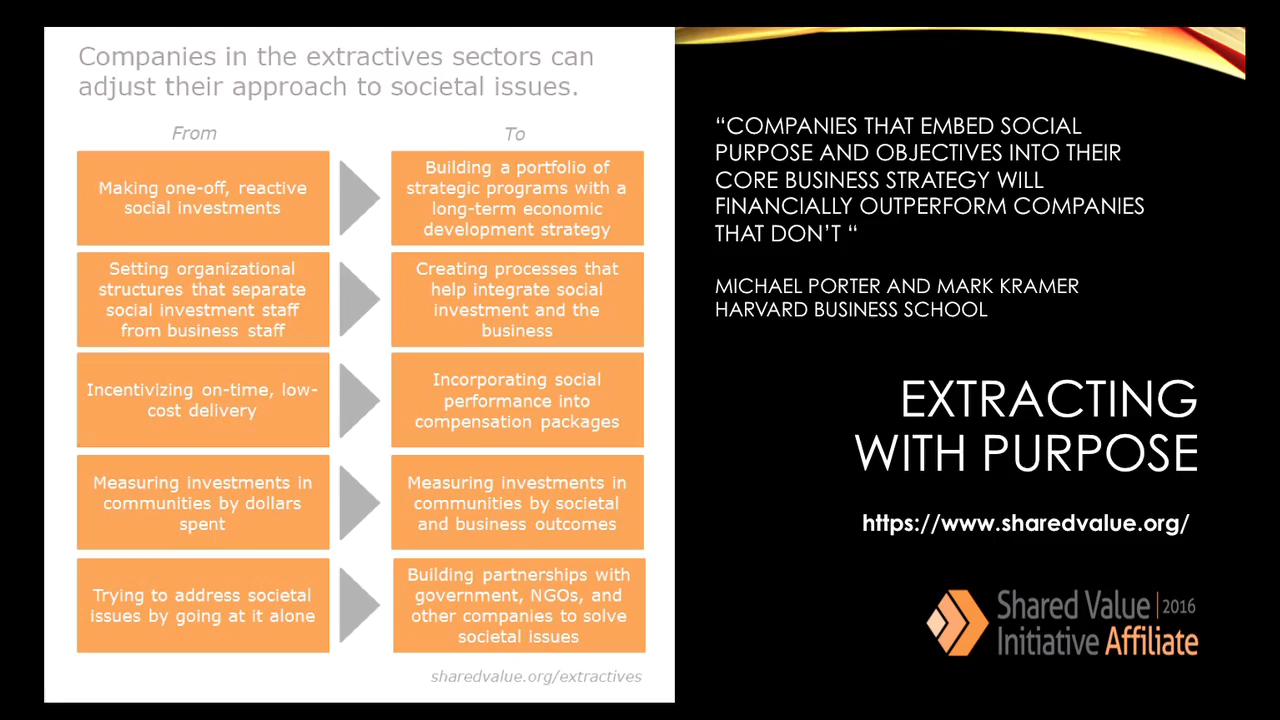 Companies in the extractives sectors can
adjust their approach to societal issues.
From
To
Making one-off, reactive
social investments
Building a portfolio of
strategic programs with a
long-term economic
development strategy
Setting organizational
structures that separate
social investment staff
from business staff
Creating processes that
help integrate social
investment and the
business
Incentivizing on-time, low-
cost delivery
Incorporating social
performance into
compensation packages
Measuring investments in
communities by dollars
spent
Measuring investments in
communities by societal
and business outcomes
Trying to address societal
issues by going at it alone
Building partnerships with
government, NGOs, and
other companies to solve
societal issues
sharedvalue.org/extractives
“COMPANIES THAT EMBED SOCIAL
PURPOSE AND OBJECTIVES INTO THEIR
CORE BUSINESS STRATEGY WILL
FINANCIALLY OUTPERFORM COMPANIES
THAT DON’T “
MICHAEL PORTER AND MARK KRAMER
HARVARD BUSINESS SCHOOL
EXTRACTING
WITH PURPOSE
https://www.sharedvalue.org/
Shared Value | 2016
Initiative Affiliate